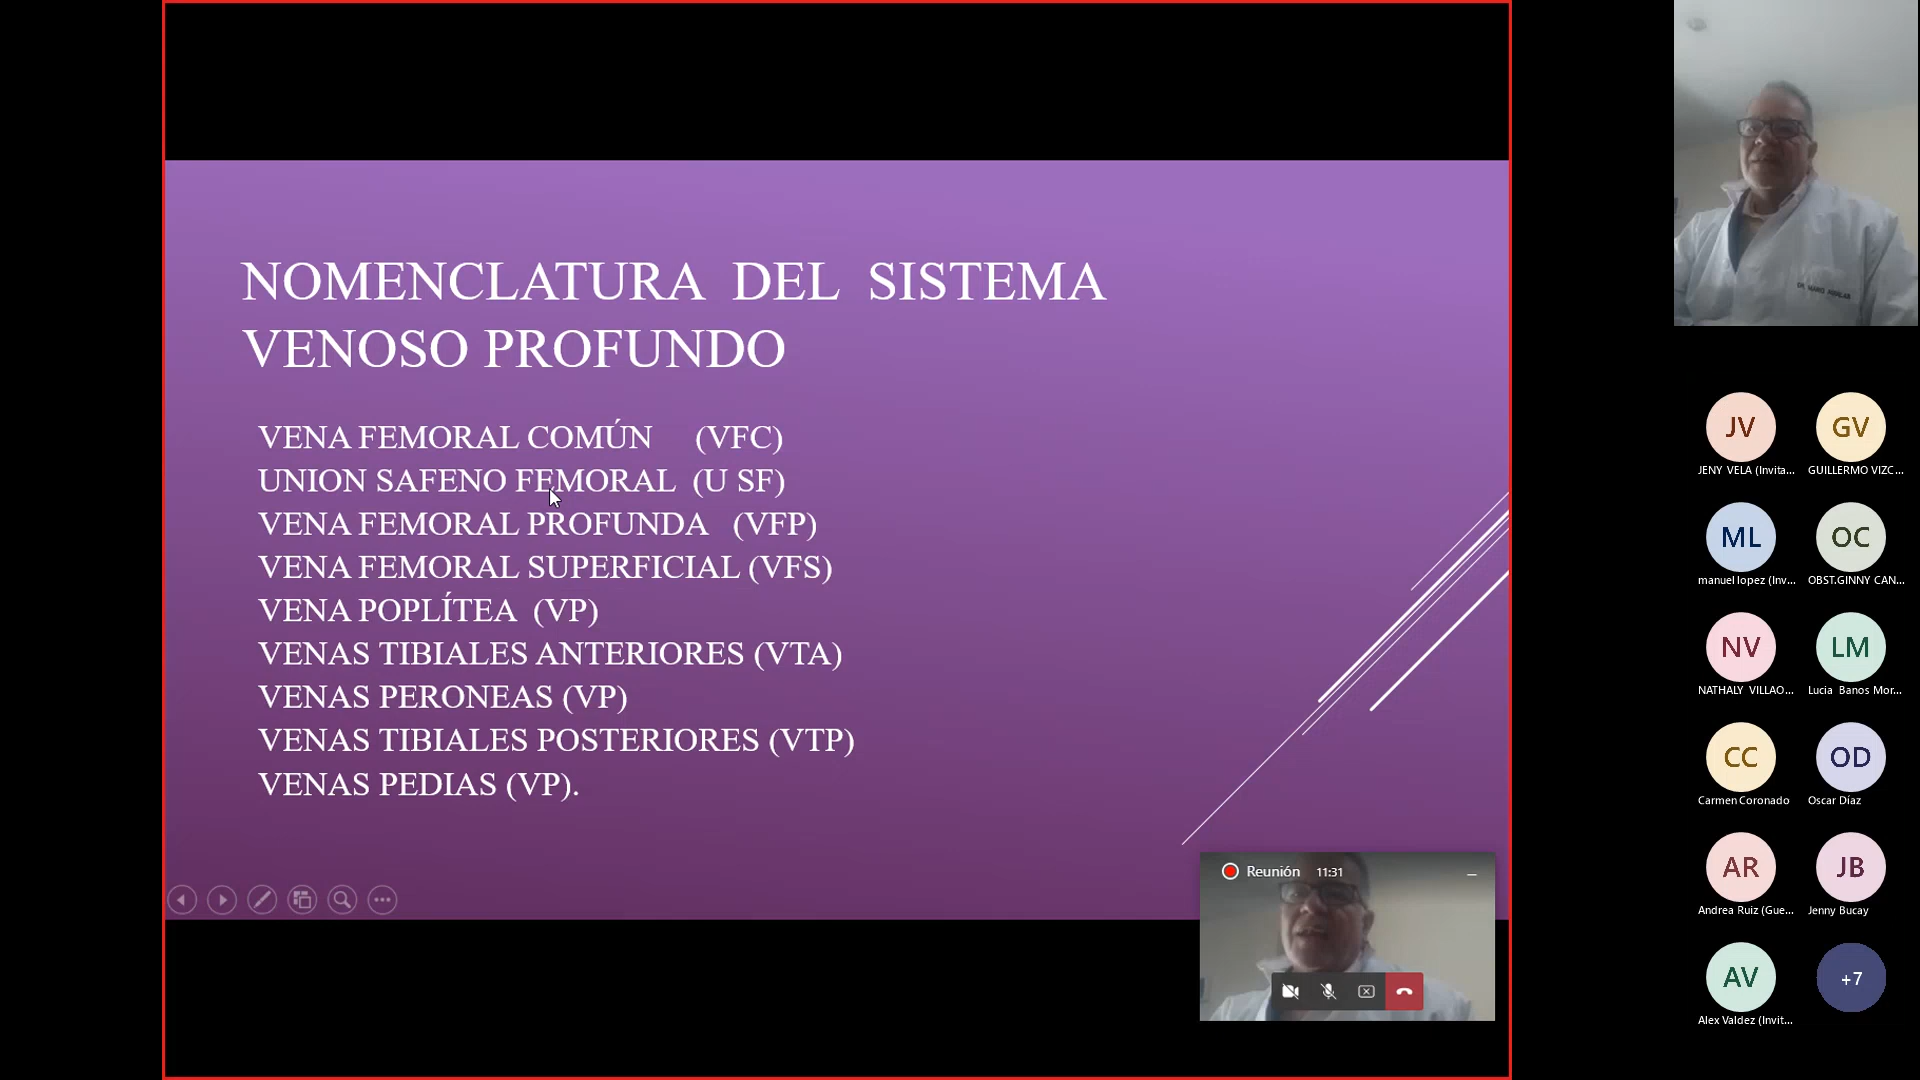 NOMENCLATURA DEL SISTEMA
VENOSO PROFUNDO
VENA FEMORAL COMÚN (VFC)
UNION SAFENO FEMORAL (U SF)
VENA FEMORAL PROFUNDA (VFP)
VENA FEMORAL SUPERFICIAL (VFS)
VENA POPLÍTEA (VP)
VENAS TIBIALES ANTERIORES (VTA)
VENAS PERONEAS (VP)
VENAS TIBIALES POSTERIORES (VTP)
VENAS PEDIAS (VP).
Reunión 11:31
JV
JENY VELA (Invita...
GV
GUILLERMO VIZC...
ML
manuel lopez (Inv...
OC
OBST.GINNY CAN...
NV
NATHALY VILLAO...
LM
Lucia Banos Mor...
CC
Carmen Coronado
OD
Oscar Díaz
AR
Andrea Ruiz (Gue...
JB
Jenny Bucay
AV
Alex Valdez (Invit...
+7